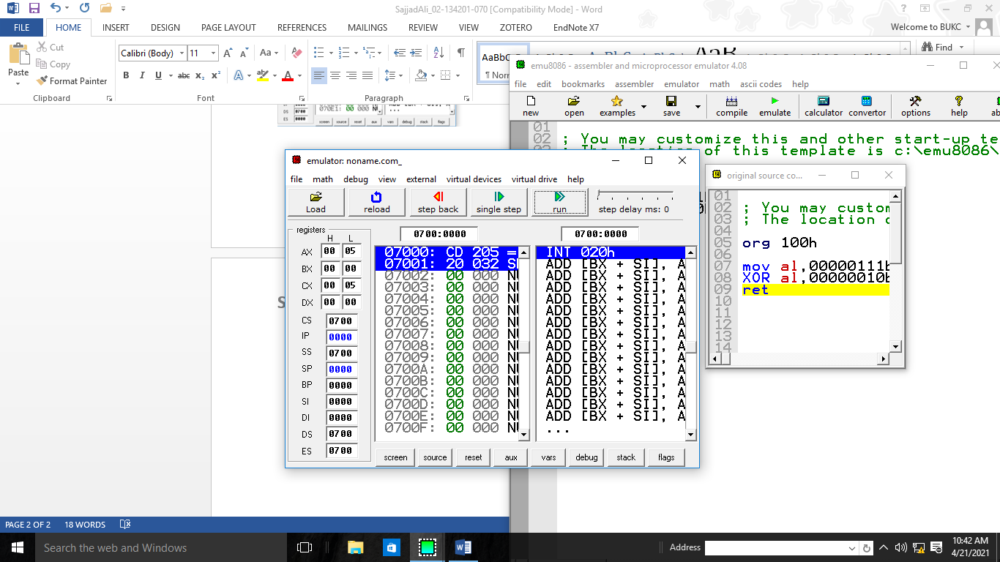 SajjadAli_02-134201-070 [Compatibility Mode] - Word
FILE HOME INSERT DESIGN PAGE LAYOUT REFERENCES MAILINGS REVIEW VIEW ZOTERO EndNote X7 Welcome to BUKC
Paste
Cut
Copy
Format Painter
Clipboard
Calibri (Body) 11
Font
Paragraph
AaBbC
¶ Norm
Find
emu8086 - assembler and microprocessor emulator 4.08
file edit bookmarks assembler emulator math ascii codes help
new open examples save compile emulate calculator convertor options help ab
01
02 ; You may customize this and other start-up te
; The location of this template is c:\emu8086\
screen source reset aux vars debug stack flags
emulator: noname.com_
file math debug view external virtual devices virtual drive help
Load reload step back single step run step delay ms: 0
registers
H L
AX 00 05
BX 00 00
CX 00 05
DX 00 00
CS 0700
IP 0000
SS 0700
SP 0000
BP 0000
SI 0000
DI 0000
DS 0700
ES 0700
0700:0000
07000: CD 205 =
07001: 20 032 S
07002: 00 000 NU
07003: 00 000 NU
07004: 00 000 NU
07005: 00 000 NU
07006: 00 000 NU
07007: 00 000 NU
07008: 00 000 NU
07009: 00 000 NU
0700A: 00 000 NU
0700B: 00 000 NU
0700C: 00 000 NU
0700D: 00 000 NU
0700E: 00 000 NU
0700F: 00 000 NU
0700:0000
INT 020h
ADD [BX + SI], A
ADD [BX + SI], A
ADD [BX + SI], A
ADD [BX + SI], A
ADD [BX + SI], A
ADD [BX + SI], A
ADD [BX + SI], A
ADD [BX + SI], A
ADD [BX + SI], A
ADD [BX + SI], A
ADD [BX + SI], A
ADD [BX + SI], A
ADD [BX + SI], A
ADD [BX + SI], A
...
screen source reset aux vars debug stack flags
original source co...
01
02 ; You may custom
03 ; The location o
04
05 org 100h
06
07 mov al,00000111b
08 XOR al,00000010b
09 ret
10
11
12
13
14
PAGE 2 OF 2 18 WORDS
Search the web and Windows
Address
10:42 AM
4/21/2021